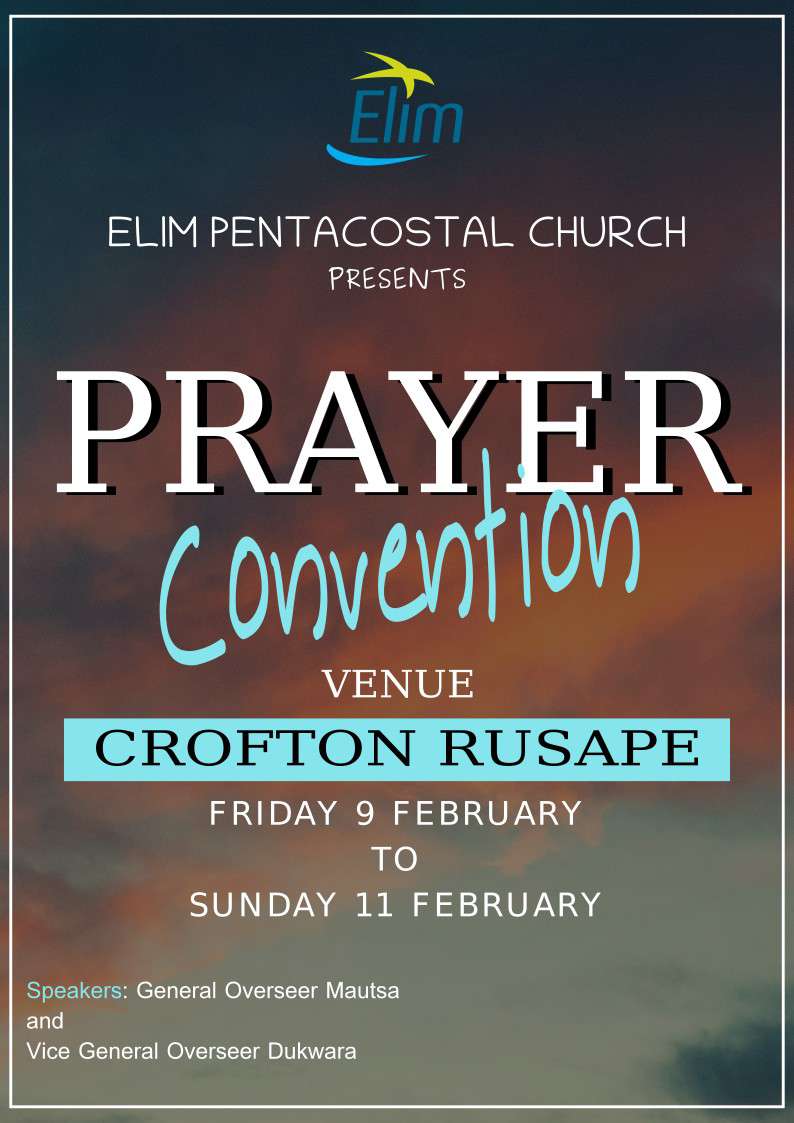 Elim
ELIM PENTACOSTAL CHURCH
PRESENTS
PRAYER
Convention
VENUE
CROFTON RUSAPE
FRIDAY 9 FEBRUARY
TO
SUNDAY 11 FEBRUARY
Speakers: General Overseer Mautsa
and
Vice General Overseer Dukwara